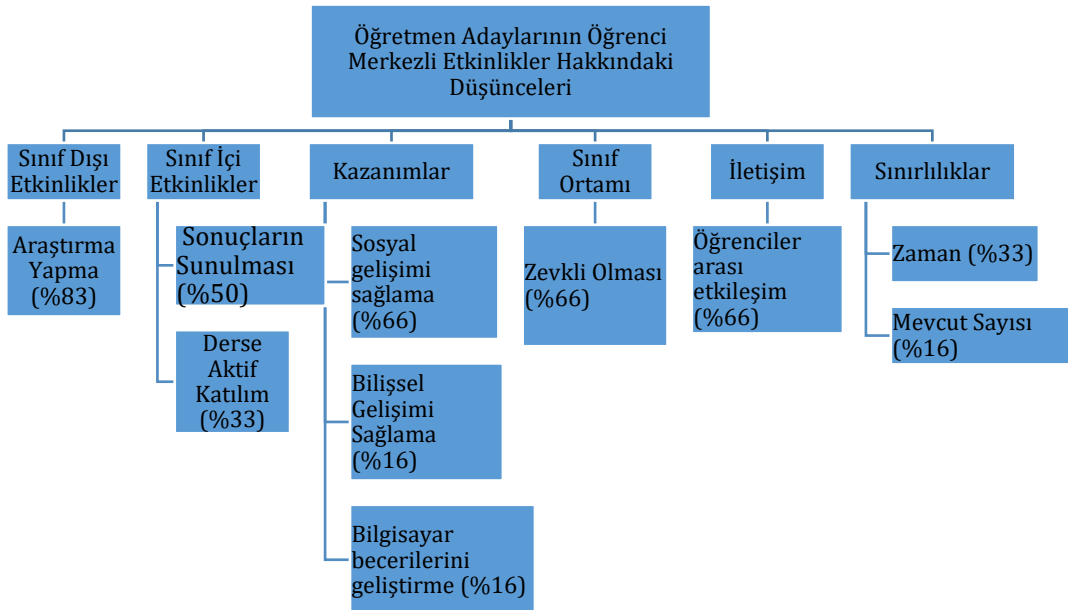 Öğretmen Adaylarının Öğrenci
Merkezli Etkinlikler Hakkındaki
Düşünceleri
Sınıf Dışı
Etkinlikler
Araştırma
Yapma
(%83)
Sınıf İçi
Etkinlikler
Sonuçların
Sunulması
(%50)
Derse
Aktif
Katılım
(%33)
Kazanımlar
Sosyal
gelişimi
sağlama
(%66)
Bilişsel
Gelişimi
Sağlama
(%16)
Bilgisayar
becerilerini
geliştirme (%16)
Sınıf
Ortamı
Zevkli Olması
(%66)
İletişim
Öğrenciler
arası
etkileşim
(%66)
Sınırlılıklar
Zaman (%33)
Mevcut Sayısı
(%16)